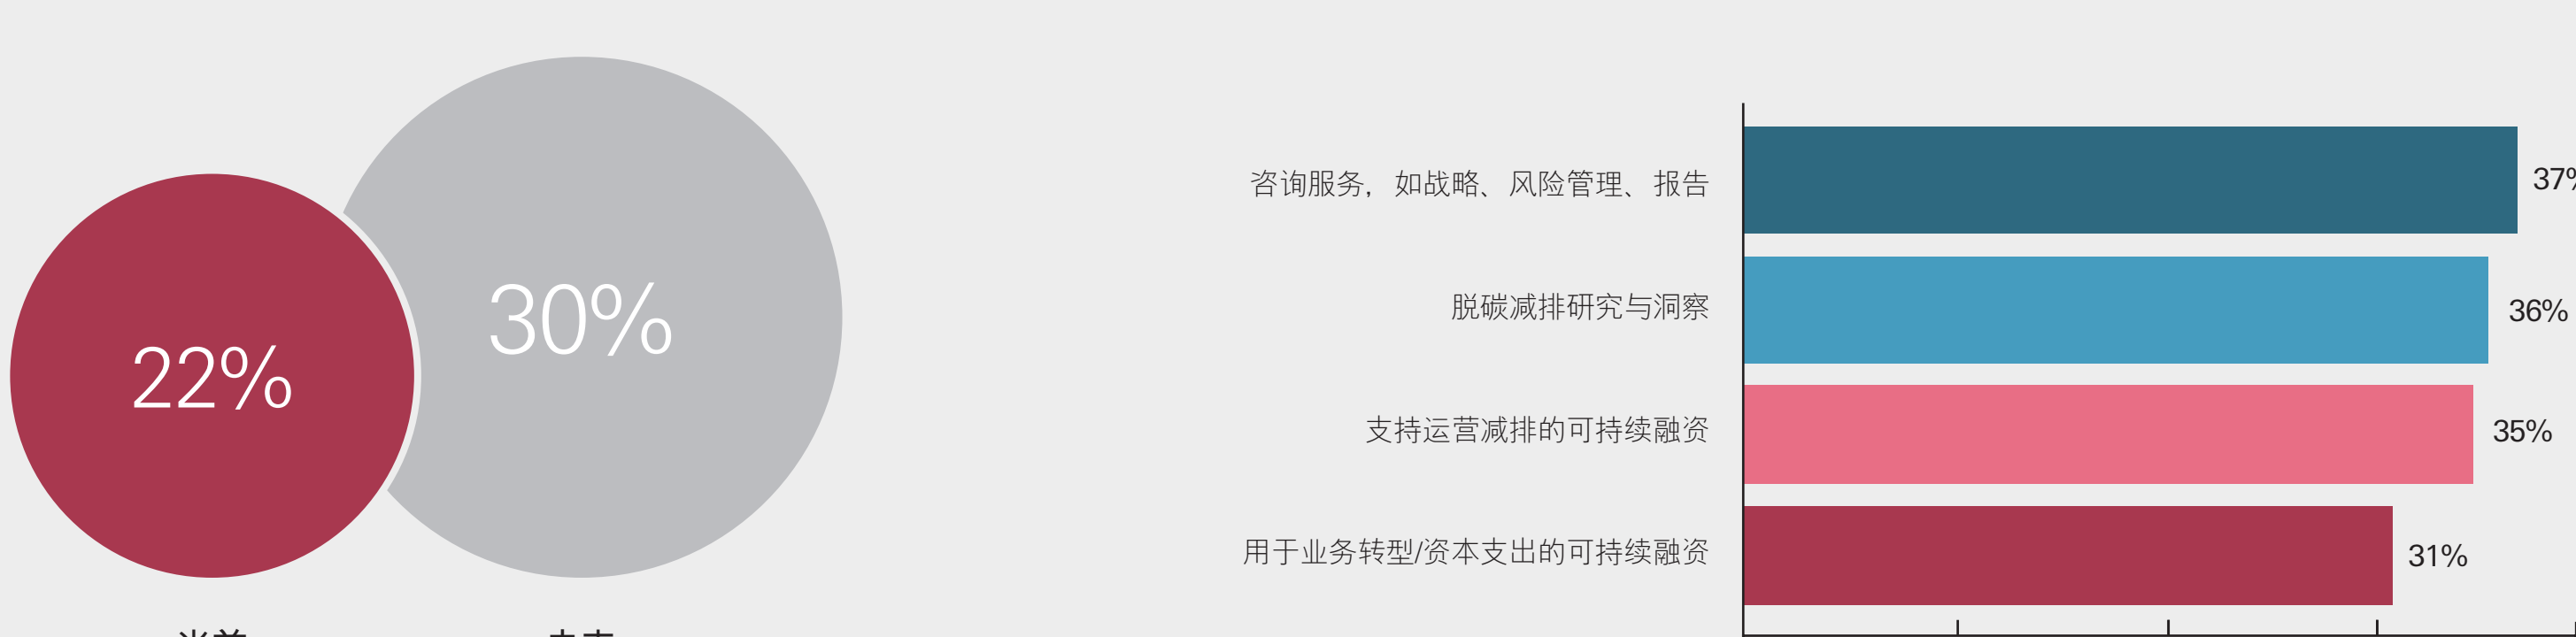 22%
30%
咨询服务，如战略、风险管理、报告
37%
脱碳减排研究与洞察
36%
支持运营减排的可持续融资
35%
用于业务转型/资本支出的可持续融资
31%